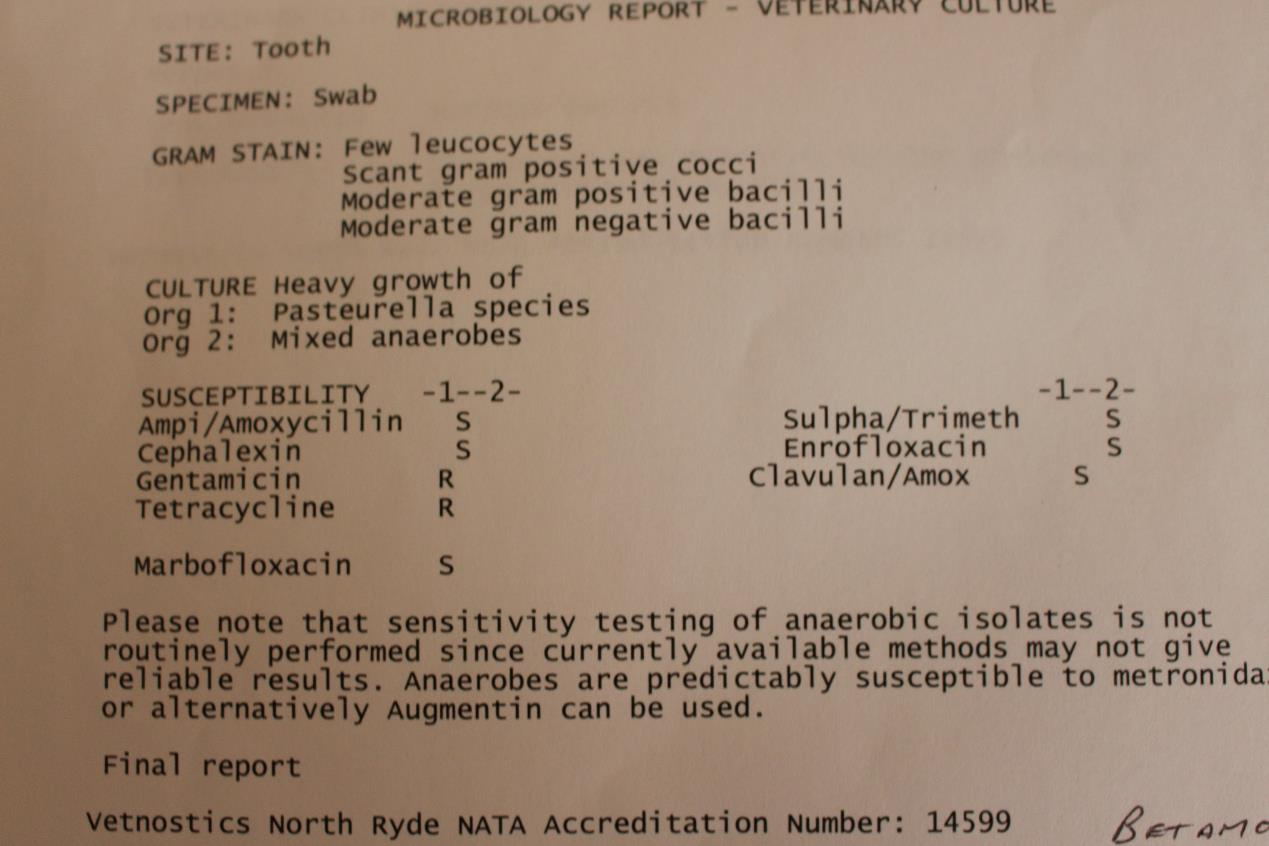 MICROBIOLOGY REPORT - VETERINARY CULTURE
SITE: Tooth
SPECIMEN: Swab
GRAM STAIN: Few leucocytes
Scant gram positive cocci
Moderate gram positive bacilli
Moderate gram negative bacilli
CULTURE Heavy growth of
Org 1: Pasteurella species
Org 2: Mixed anaerobes
SUSCEPTIBILITY -1--2- -1--2-
Ampi/Amoxycillin S Sulpha/Trimeth S
Cephalexin S Enrofloxacin S
Gentamicin R Clavulan/Amox S
Tetracycline R
Marbofloxacin S
Please note that sensitivity testing of anaerobic isolates is not
routinely performed since currently available methods may not give
reliable results. Anaerobes are predictably susceptible to metronida
or alternatively Augmentin can be used.
Final report
Vetnostics North Ryde NATA Accreditation Number: 14599 BETAMO